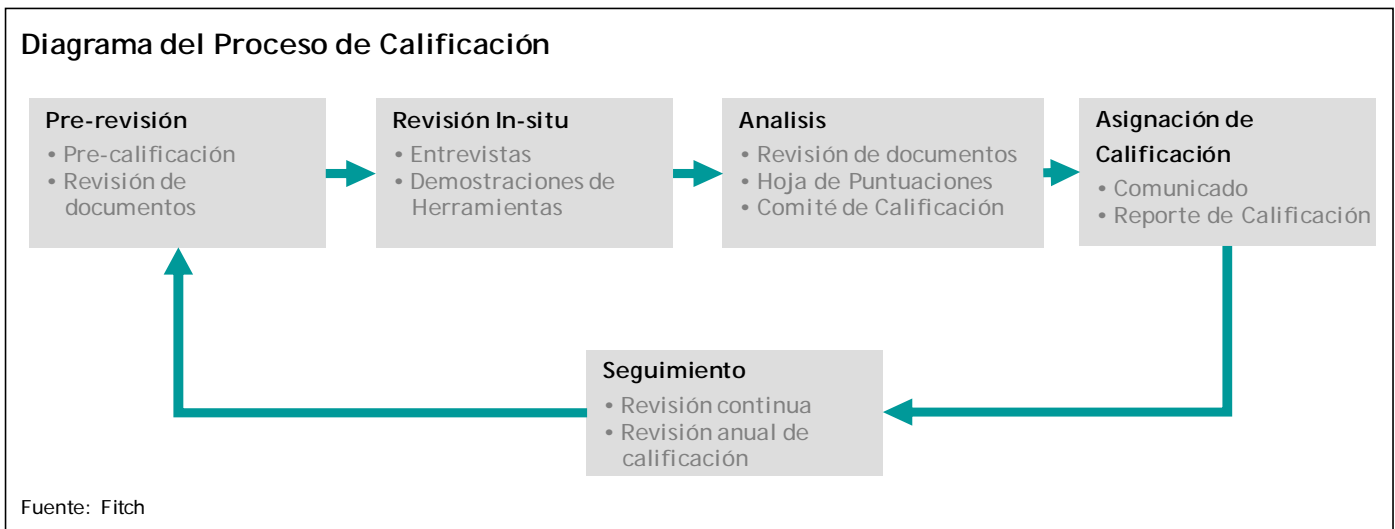 Diagrama del Proceso de Calificación
Pre-revisión
• Pre-calificación
• Revisión de
documentos
Revisión In-situ
• Entrevistas
• Demostraciones de
Herramientas
Analisis
• Revisión de documentos
• Hoja de Puntuaciones
• Comité de Calificación
Asignación de
Calificación
• Comunicado
• Reporte de Calificación
Seguimiento
• Revisión continua
• Revisión anual de
calificación
Fuente: Fitch